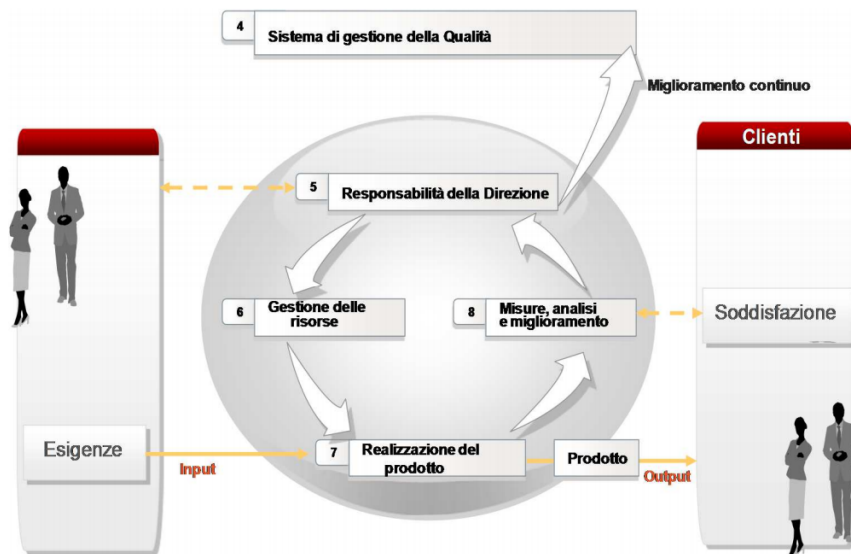 4
Sistema di gestione della Qualità
Miglioramento continuo
Clienti
5
Responsabilità della Direzione
6
Gestione delle
risorse
8
Misure, analisi
e miglioramento
Soddisfazione
Esigenze
Input
7
Realizzazione del
prodotto
Prodotto
Output